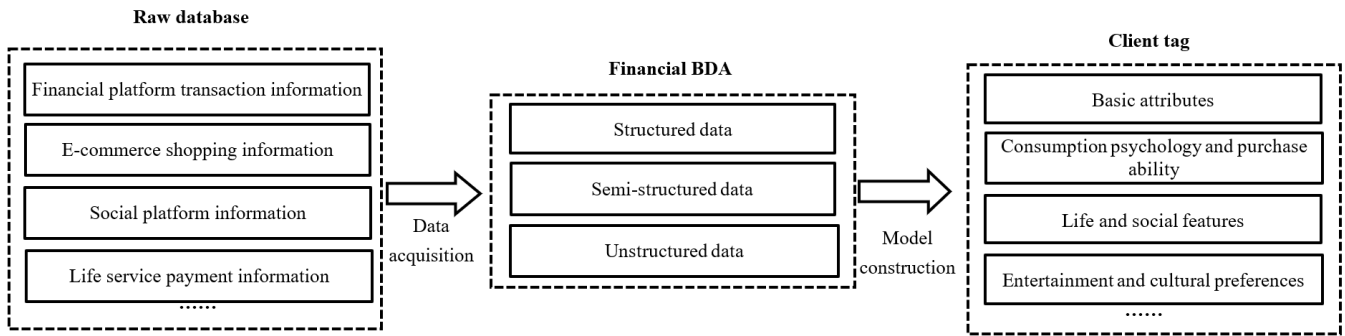 Raw database
Financial platform transaction information
E-commerce shopping information
Social platform information
Life service payment information
......
Data
acquisition
Financial BDA
Structured data
Semi-structured data
Unstructured data
Model
construction
Client tag
Basic attributes
Consumption psychology and purchase
ability
Life and social features
Entertainment and cultural preferences
......